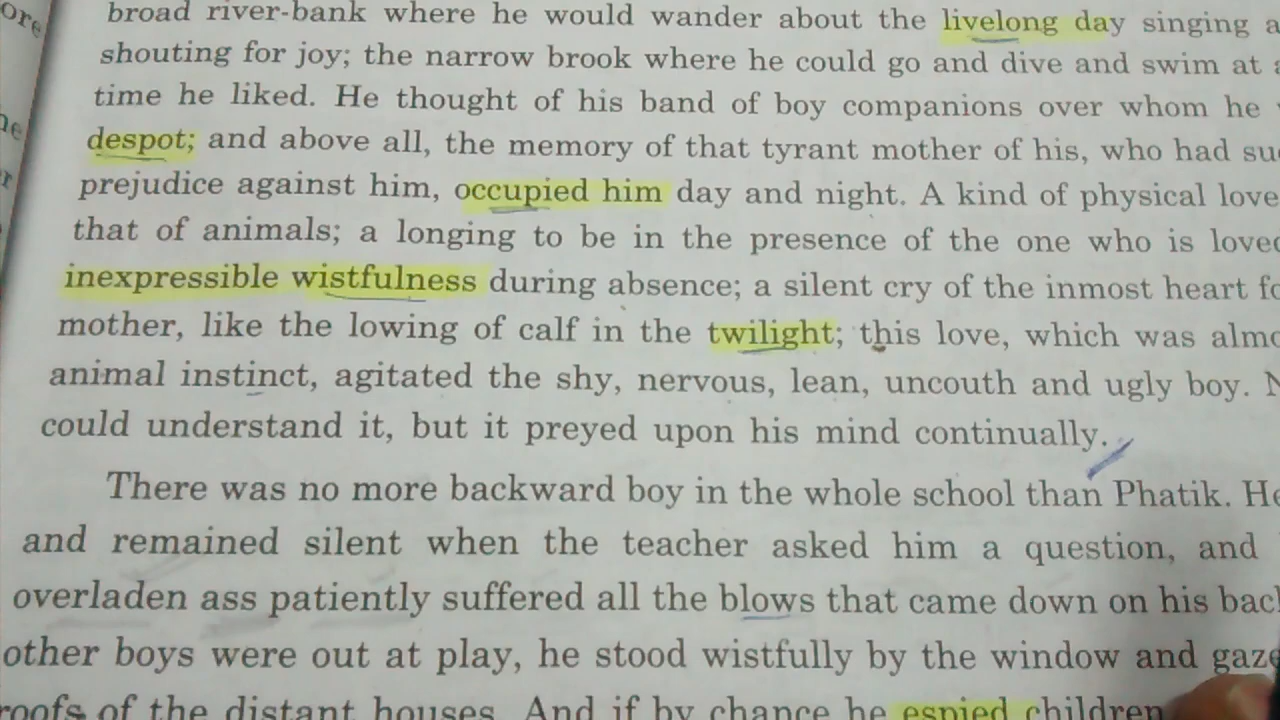 broad river-bank where he would wander about the livelong day singing a
shouting for joy; the narrow brook where he could go and dive and swim at a
time he liked. He thought of his band of boy companions over whom he
despot; and above all, the memory of that tyrant mother of his, who had su
prejudice against him, occupied him day and night. A kind of physical love
that of animals; a longing to be in the presence of the one who is loved
inexpressible wistfulness during absence; a silent cry of the inmost heart fo
mother, like the lowing of calf in the twilight; this love, which was almo
animal instinct, agitated the shy, nervous, lean, uncouth and ugly boy. N
could understand it, but it preyed upon his mind continually.
There was no more backward boy in the whole school than Phatik. He
and remained silent when the teacher asked him a question, and
overladen ass patiently suffered all the blows that came down on his back
other boys were out at play, he stood wistfully by the window and gaze
roofs of the distant houses. And if by chance he espied children